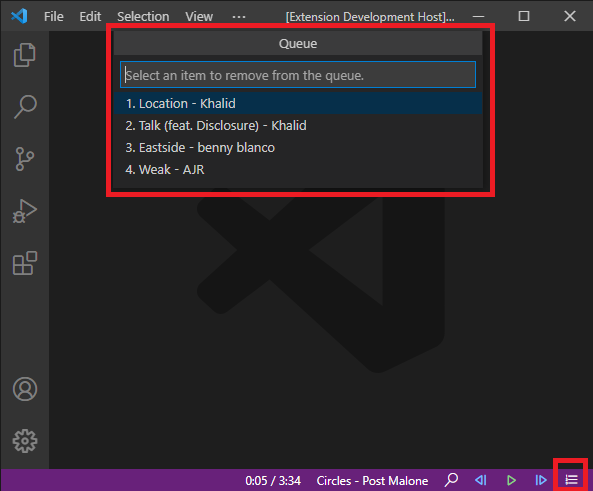 File Edit Selection View ··· [Extension Development Host]...
Queue
Select an item to remove from the queue.
1. Location - Khalid
2. Talk (feat. Disclosure) - Khalid
3. Eastside - benny blanco
4. Weak - AJR
0:05 / 3:34 Circles - Post Malone